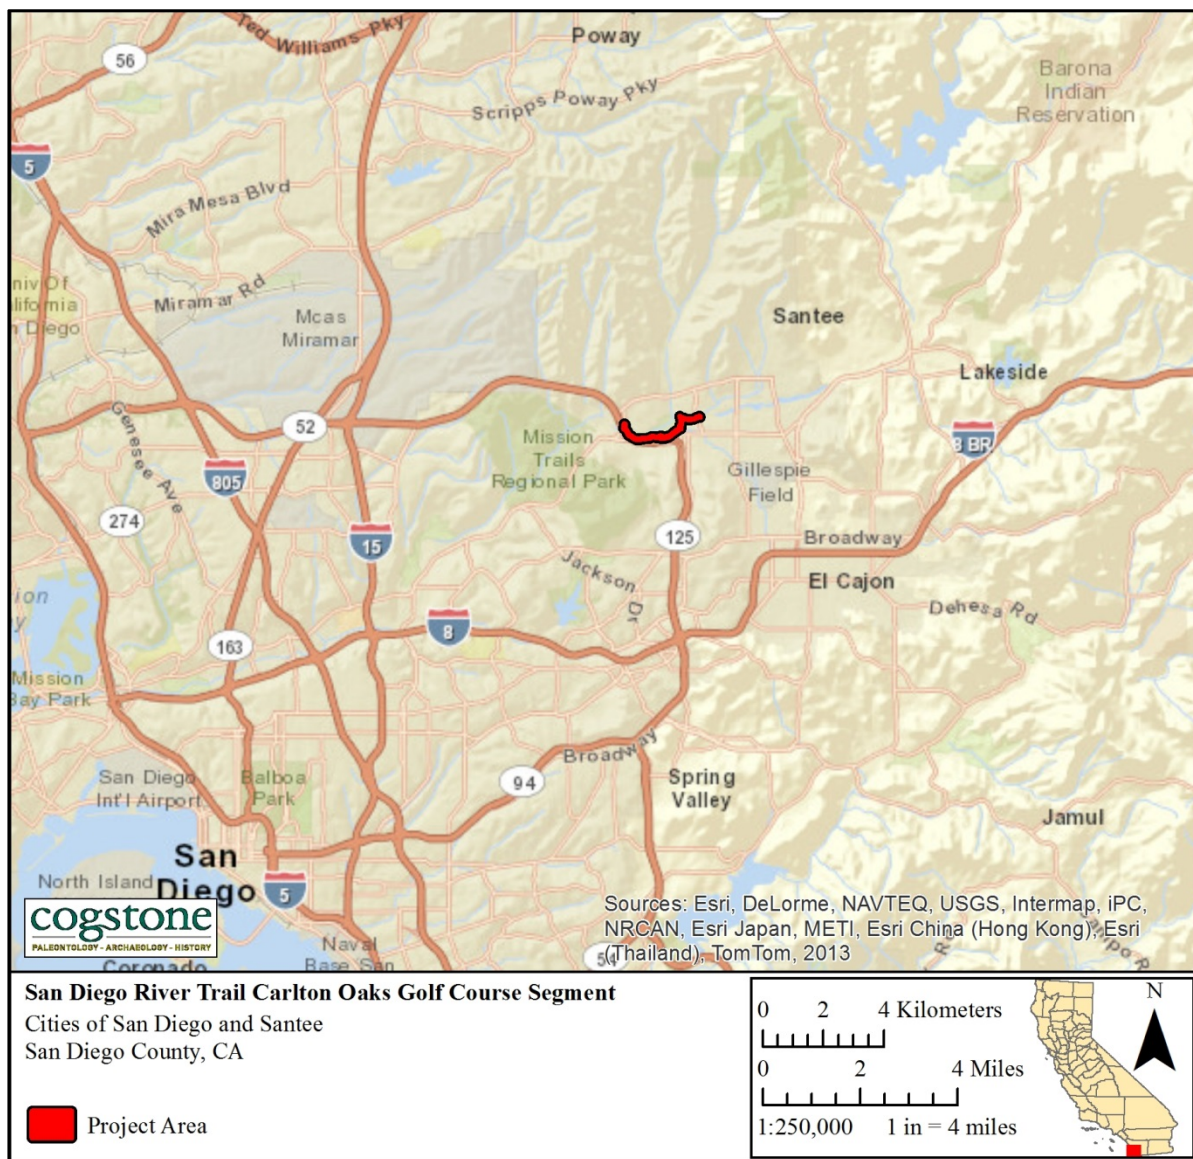 Ted Williams Pky
Poway
56
Scripps Poway Pky
Barona
Indian
Reservation
5
Mira Mesa Blvd
Miramar Rd
Mcas
Miramar
Santee
Lakeside
Genesee Ave
52
Mission
Trails
Regional Park
Gillespie
Field
8 BR
805
274
15
125
Broadway
El Cajon
Jackson Dr
Dehesa Rd
163
8
Mission
Bay Park
Broadway
94
Spring
Valley
San Diego
Int'l Airport
Balboa
Park
Jamul
San
Diego
North Island
5
cogstone
PALEONTOLOGY - ARCHAEOLOGY - HISTORY
Coronado
Naval
Base San
54
Sources: Esri, DeLorme, NAVTEQ, USGS, Intermap, iPC,
NRCAN, Esri Japan, METI, Esri China (Hong Kong), Esri
(Thailand), TomTom, 2013
San Diego River Trail Carlton Oaks Golf Course Segment
Cities of San Diego and Santee
San Diego County, CA
Project Area
0 2 4 Kilometers
0 2 4 Miles
1:250,000 1 in = 4 miles
N